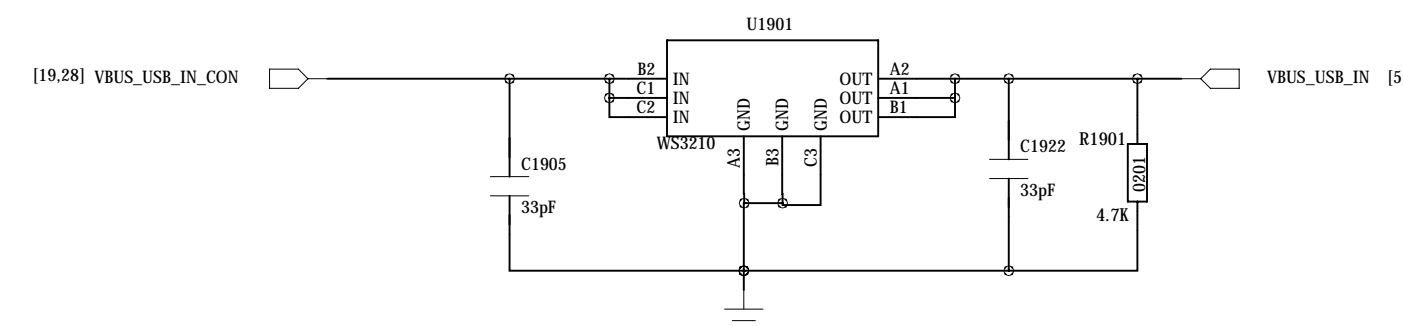 U1901
[19,28] VBUS_USB_IN_CON
B2
IN
C1
IN
C2
IN
GND
GND
GND
OUT
A2
OUT
A1
OUT
B1
VBUS_USB_IN [5
WS3210
A3
B3
C3
C1905
33pF
C1922
33pF
R1901
0201
4.7K